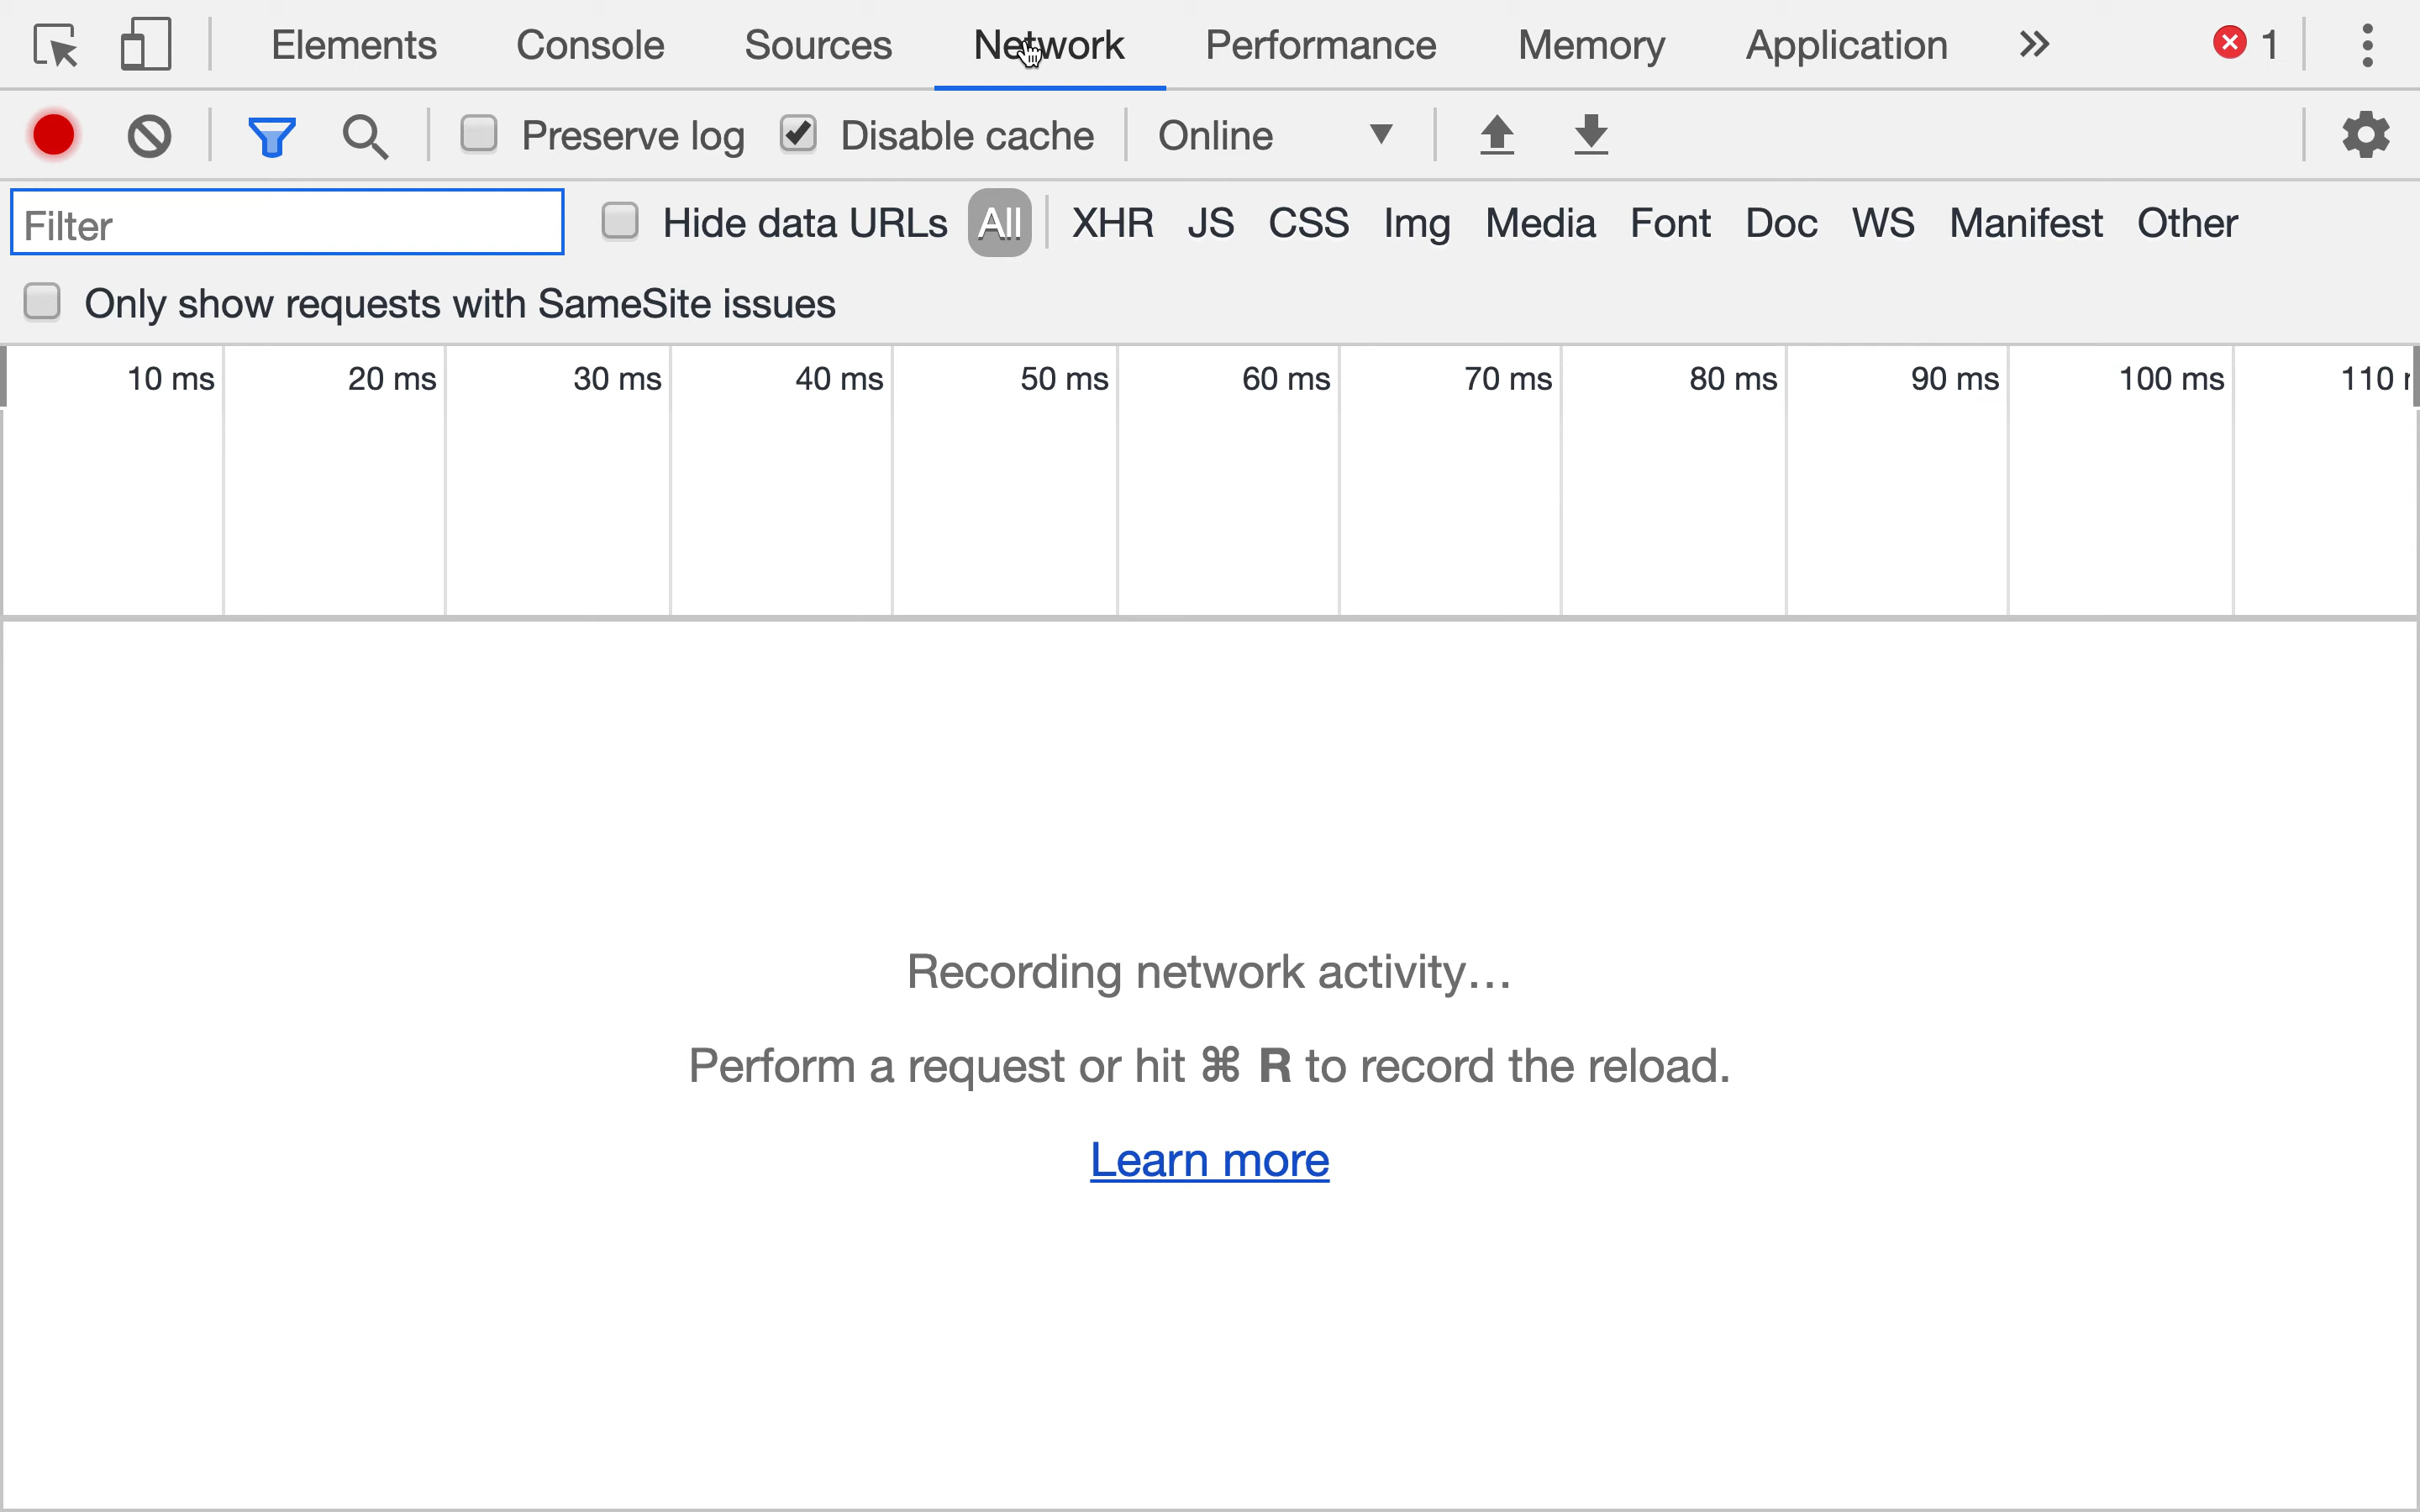 Elements Console Sources Network Performance Memory Application » 1
Preserve log Disable cache Online
Filter Hide data URLs All XHR JS CSS Img Media Font Doc WS Manifest Other
Only show requests with SameSite issues
10 ms 20 ms 30 ms 40 ms 50 ms 60 ms 70 ms 80 ms 90 ms 100 ms 110
Recording network activity…
Perform a request or hit ⌘ R to record the reload.
Learn more